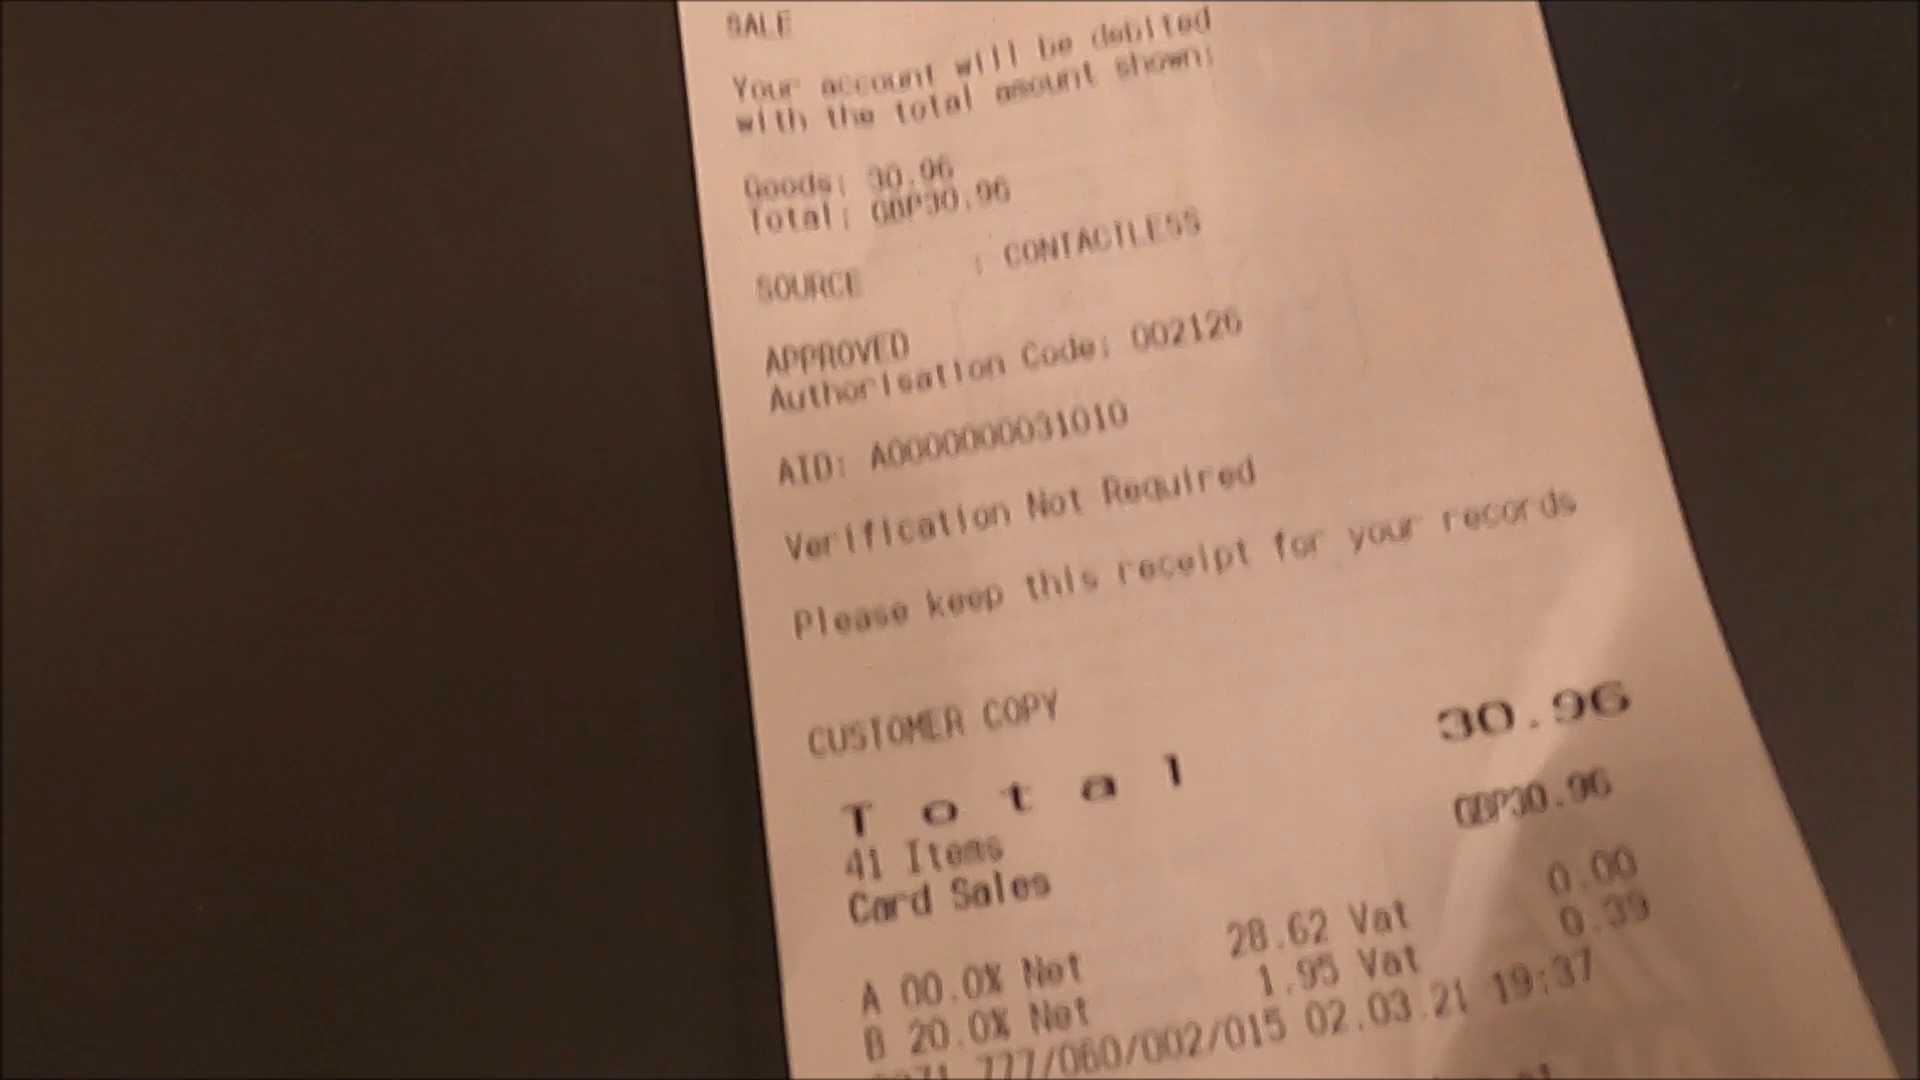 SALE
Your account will be debited
with the total amount shown:
Goods: 30.96
Total: GBP30.96
SOURCE : CONTACTLESS
APPROVED
Authorisation Code: 002126
AID: A0000000031010
Verification Not Required
Please keep this receipt for your records
CUSTOMER COPY
Total 30.96
41 Items
Card Sales GBP30.96
A 00.0% Net 28.62 Vat 0.00
B 20.0% Net 1.95 Vat 0.39
777/060/002/015 02.03.21 19:37